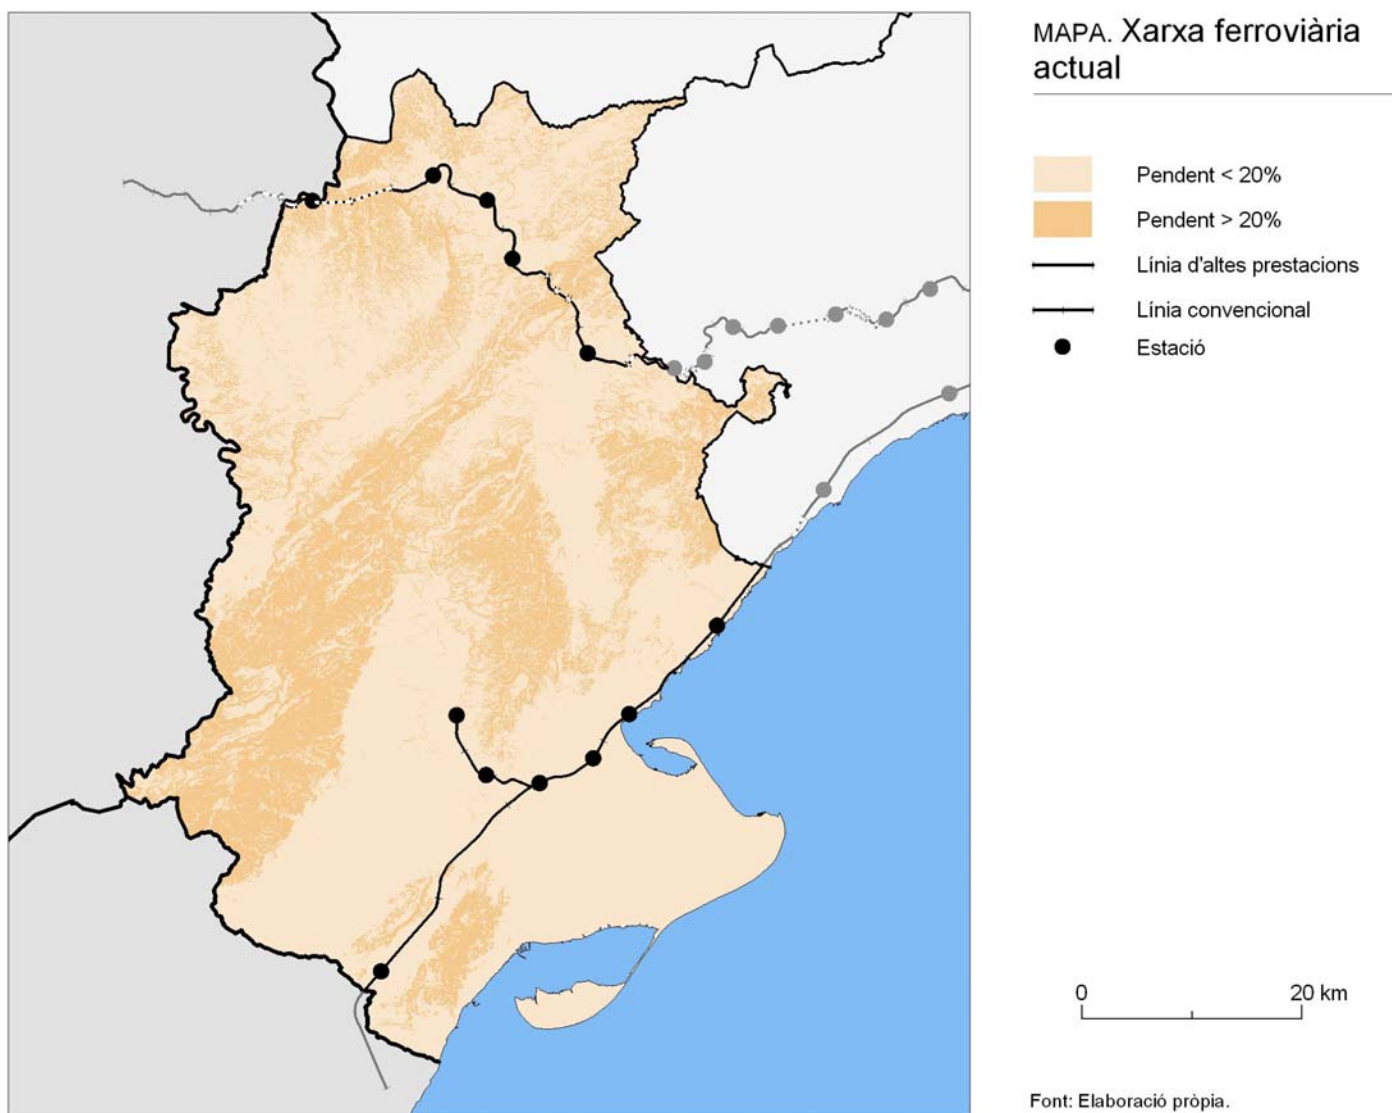 MAPA. Xarxa ferroviària
actual
Pendent < 20%
Pendent > 20%
Línia d'altes prestacions
Línia convencional
Estació
0 20 km
Font: Elaboració pròpia.